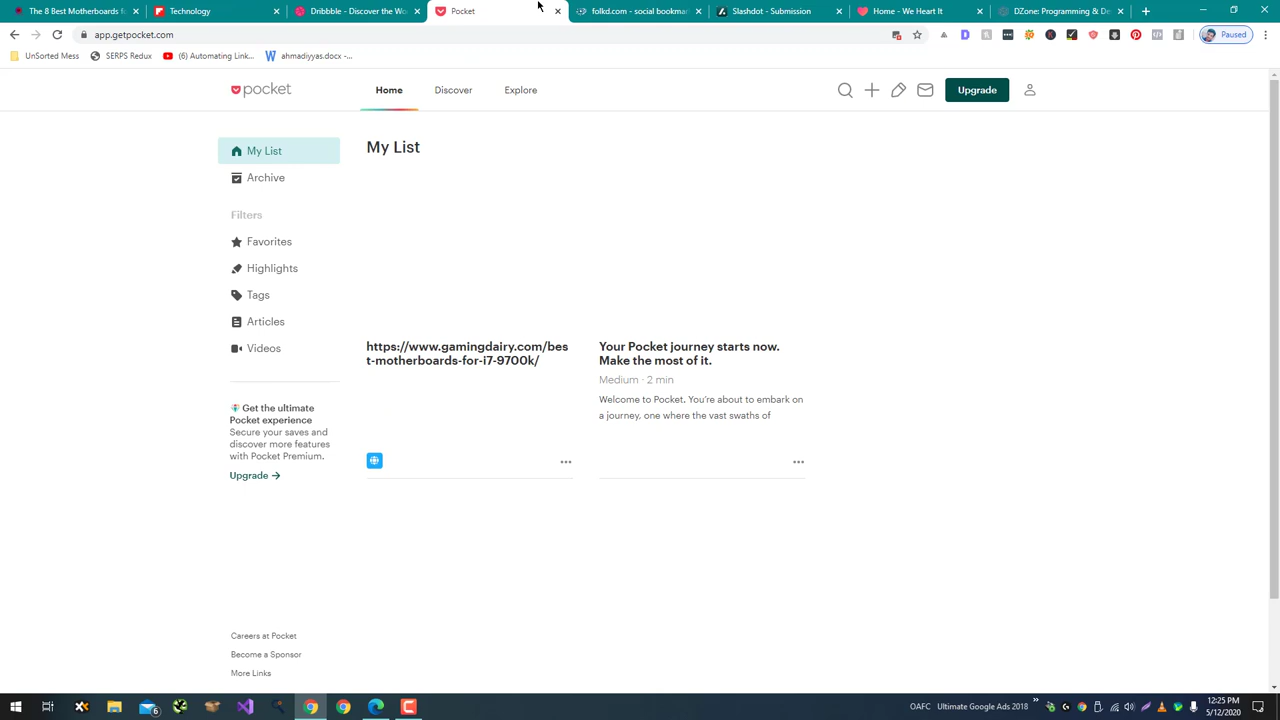 The 8 Best Motherboards fo
Technology
Dribbble - Discover the Wo
Pocket
folkd.com - social bookmar
Slashdot - Submission
Home - We Heart It
DZone: Programming & De
app.getpocket.com
Paused
UnSorted Mess
SERPS Redux
(6) Automating Link...
ahmadiyyas.docx -...
pocket
Home
Discover
Explore
Upgrade
My List
Archive
Filters
Favorites
Highlights
Tags
Articles
Videos
Get the ultimate
Pocket experience
Secure your saves and
discover more features
with Pocket Premium.
Upgrade →
My List
https://www.gamingdairy.com/bes
t-motherboards-for-i7-9700k/
Your Pocket journey starts now.
Make the most of it.
Medium · 2 min
Welcome to Pocket. You're about to embark on
a journey, one where the vast swaths of
Careers at Pocket
Become a Sponsor
More Links
OAFC
Ultimate Google Ads 2018
12:25 PM
5/12/2020